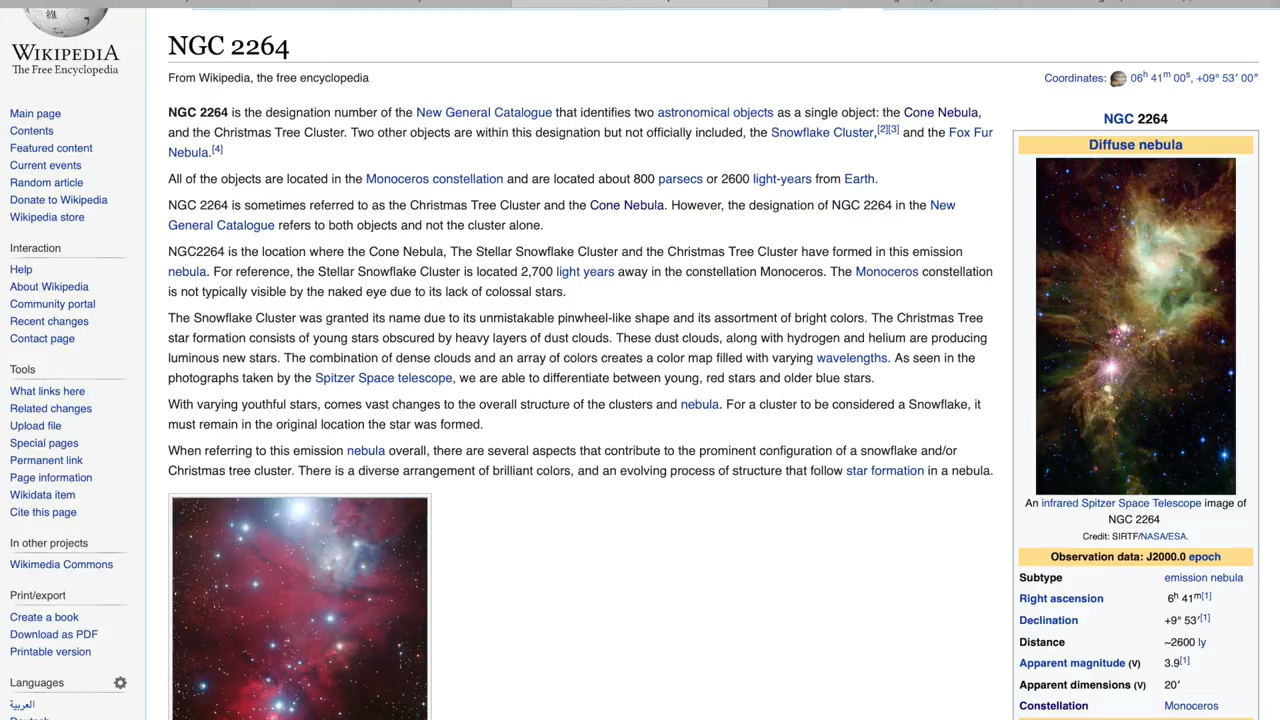 WIKIPEDIA
The Free Encyclopedia
Main page
Contents
Featured content
Current events
Random article
Donate to Wikipedia
Wikipedia store
Interaction
Help
About Wikipedia
Community portal
Recent changes
Contact page
Tools
What links here
Related changes
Upload file
Special pages
Permanent link
Page information
Wikidata item
Cite this page
In other projects
Wikimedia Commons
Print/export
Create a book
Download as PDF
Printable version
Languages
العربية
NGC 2264
From Wikipedia, the free encyclopedia
Coordinates: 06h 41m 00s, +09° 53′ 00″
NGC 2264 is the designation number of the New General Catalogue that identifies two astronomical objects as a single object: the Cone Nebula,
and the Christmas Tree Cluster. Two other objects are within this designation but not officially included, the Snowflake Cluster,[2][3] and the Fox Fur
Nebula.[4]
All of the objects are located in the Monoceros constellation and are located about 800 parsecs or 2600 light-years from Earth.
NGC 2264 is sometimes referred to as the Christmas Tree Cluster and the Cone Nebula. However, the designation of NGC 2264 in the New
General Catalogue refers to both objects and not the cluster alone.
NGC2264 is the location where the Cone Nebula, The Stellar Snowflake Cluster and the Christmas Tree Cluster have formed in this emission
nebula. For reference, the Stellar Snowflake Cluster is located 2,700 light years away in the constellation Monoceros. The Monoceros constellation
is not typically visible by the naked eye due to its lack of colossal stars.
The Snowflake Cluster was granted its name due to its unmistakable pinwheel-like shape and its assortment of bright colors. The Christmas Tree
star formation consists of young stars obscured by heavy layers of dust clouds. These dust clouds, along with hydrogen and helium are producing
luminous new stars. The combination of dense clouds and an array of colors creates a color map filled with varying wavelengths. As seen in the
photographs taken by the Spitzer Space telescope, we are able to differentiate between young, red stars and older blue stars.
With varying youthful stars, comes vast changes to the overall structure of the clusters and nebula. For a cluster to be considered a Snowflake, it
must remain in the original location the star was formed.
When referring to this emission nebula overall, there are several aspects that contribute to the prominent configuration of a snowflake and/or
Christmas tree cluster. There is a diverse arrangement of brilliant colors, and an evolving process of structure that follow star formation in a nebula.
NGC 2264
Diffuse nebula
An infrared Spitzer Space Telescope image of
NGC 2264
Credit: SIRTF/NASA/ESA.
Observation data: J2000.0 epoch
Subtype emission nebula
Right ascension 6h 41m[1]
Declination +9° 53′[1]
Distance ~2600 ly
Apparent magnitude (V) 3.9[1]
Apparent dimensions (V) 20′
Constellation Monoceros